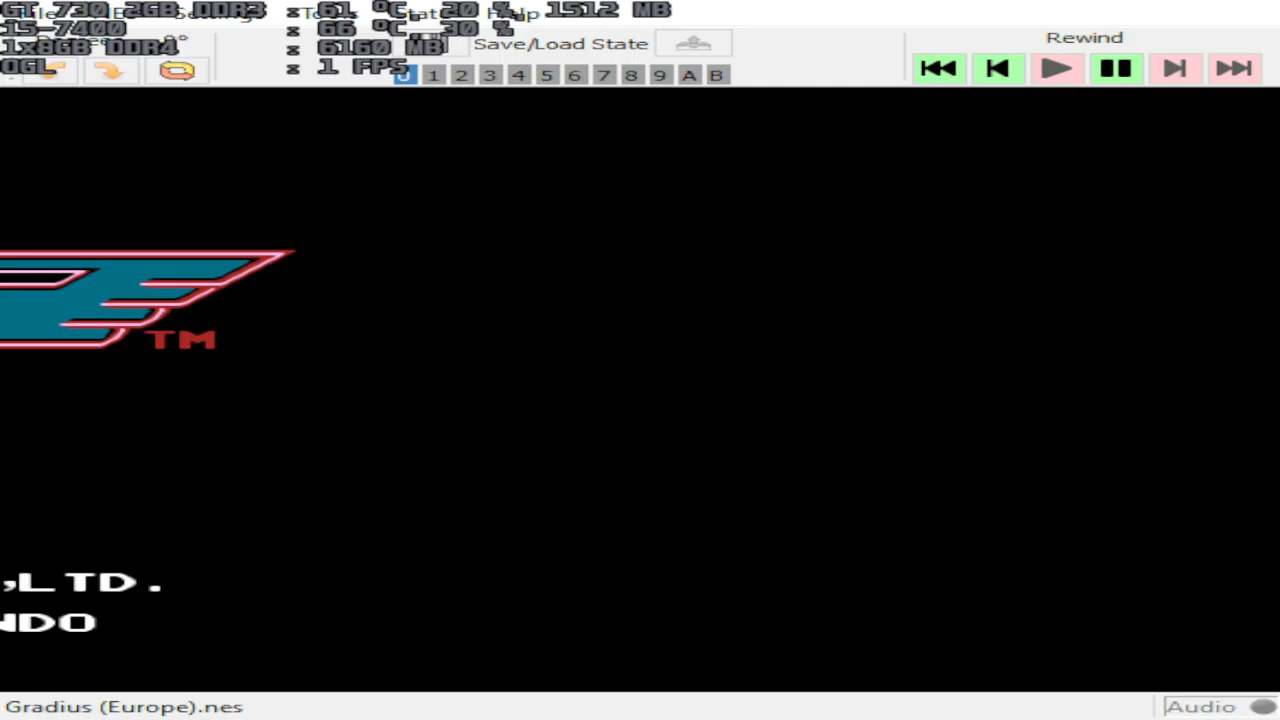 GT 730 2GB DDR3 : 61 °C, 20 %, 1512 MB
i5-7400 : 66 °C, 30 %
1x8GB DDR4 : 6160 MB
OGL : 1 FPS
Help
Save/Load State
Rewind
0 1 2 3 4 5 6 7 8 9 A B
TM
,LTD.
NDO
Gradius (Europe).nes
Audio